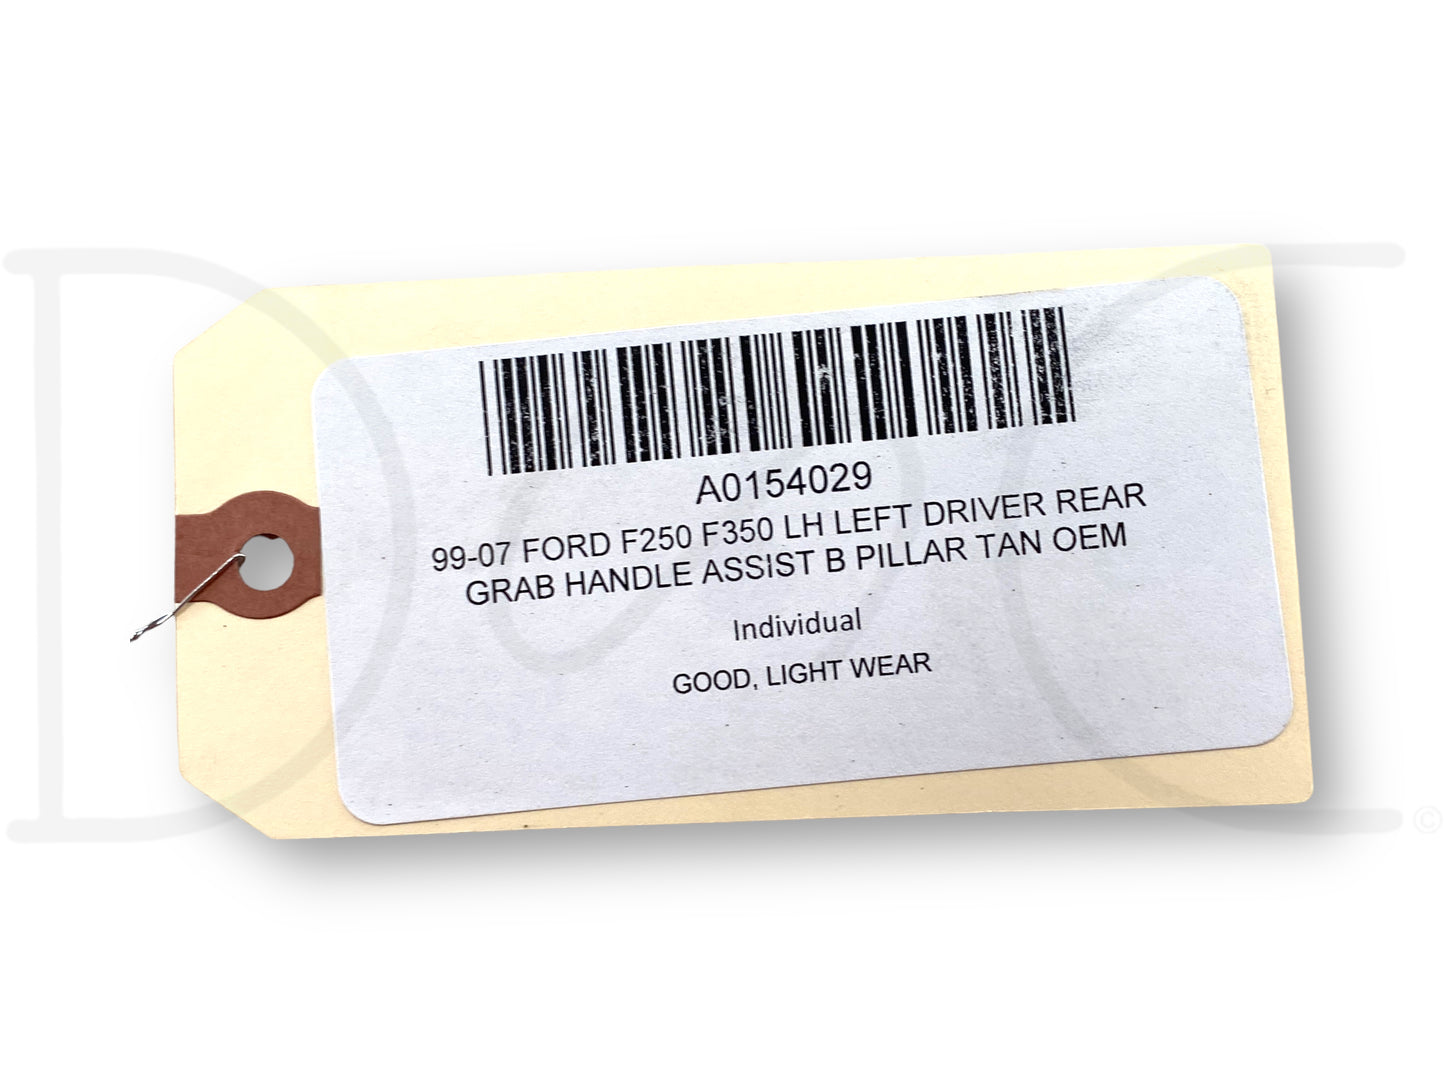 A0154029
99-07 FORD F250 F350 LH LEFT DRIVER REAR
GRAB HANDLE ASSIST B PILLAR TAN OEM
Individual
GOOD, LIGHT WEAR
©